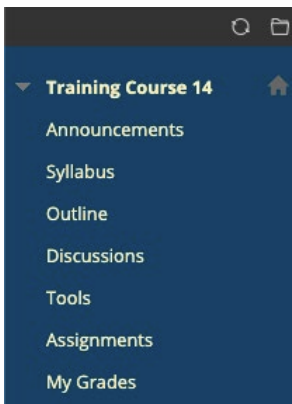 Training Course 14
Announcements
Syllabus
Outline
Discussions
Tools
Assignments
My Grades